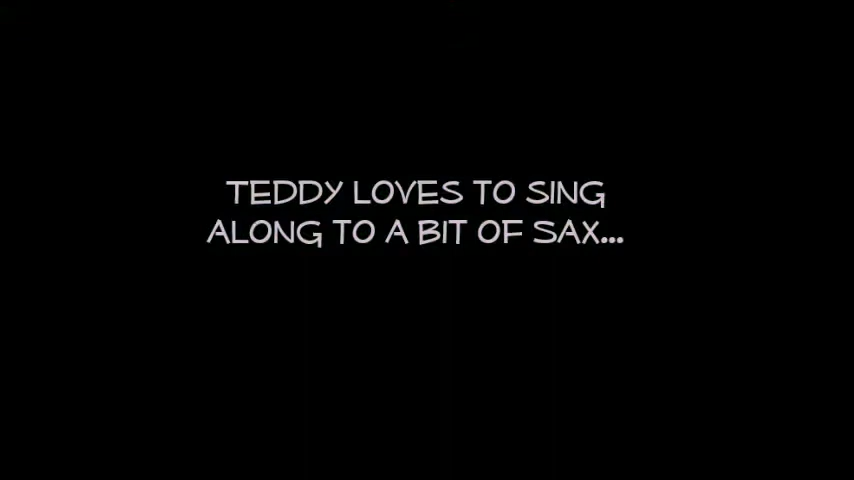 TEDDY LOVES TO SING
ALONG TO A BIT OF SAX...